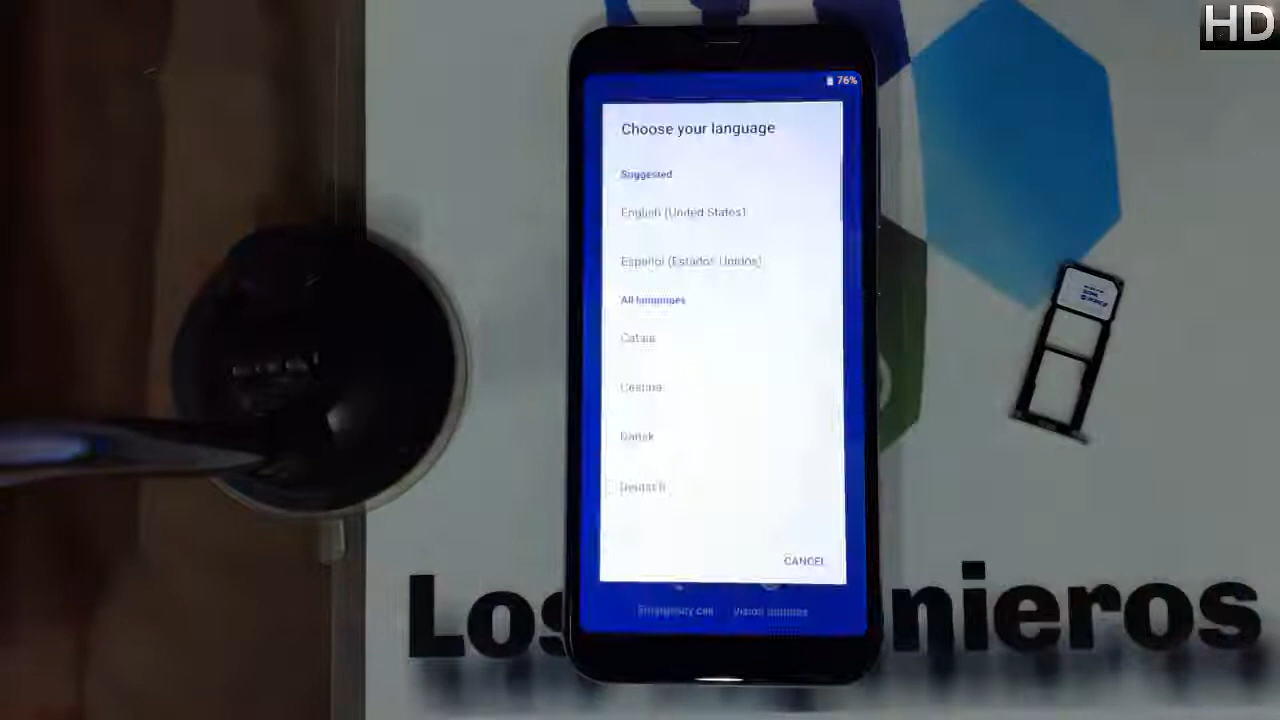 HD
76%
Choose your language
Suggested
English (United States)
Español (Estados Unidos)
All languages
Català
Čeština
Dansk
Deutsch
CANCEL
Emergency call
Vision settings
Los
nieros